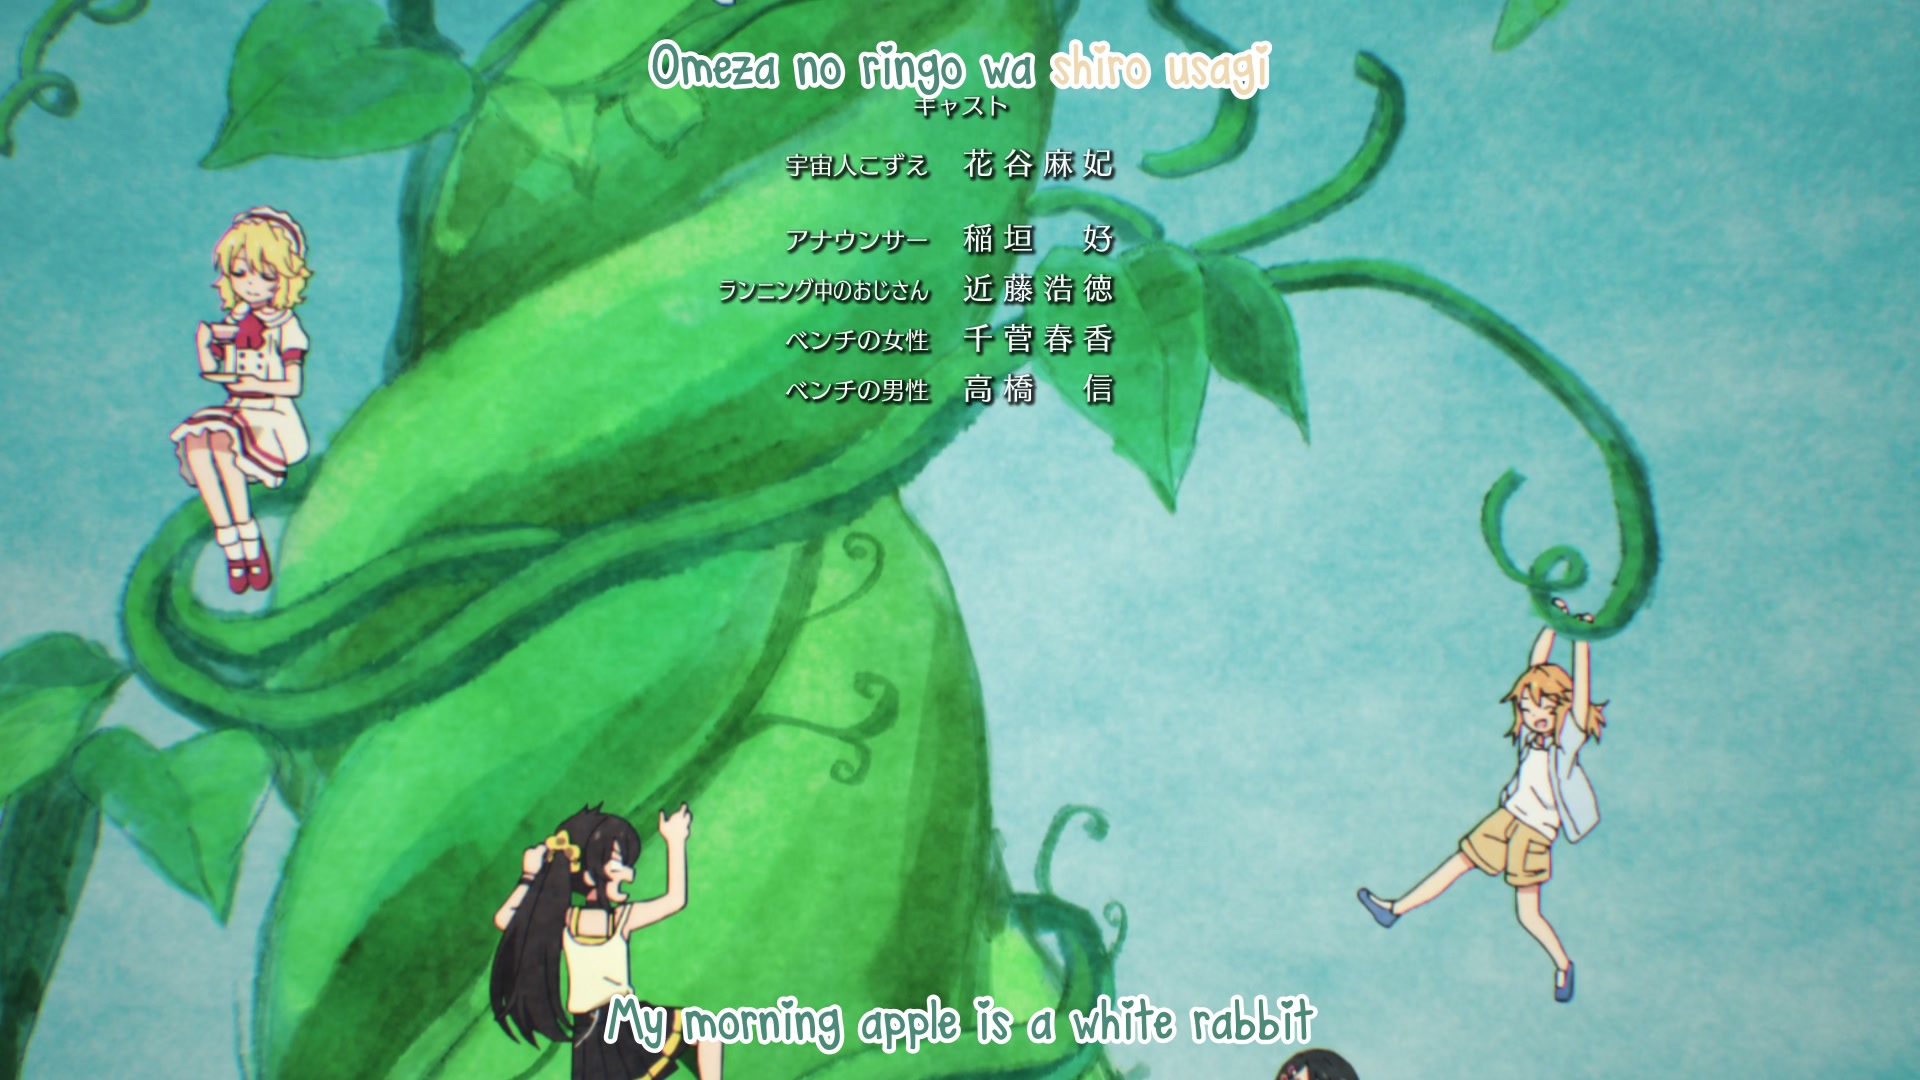 Omeza no ringo wa shiro usagi
キャスト
宇宙人こずえ 花谷麻妃
アナウンサー 稲垣 好
ランニング中のおじさん 近藤浩徳
ベンチの女性 千菅春香
ベンチの男性 高橋 信
My morning apple is a white rabbit